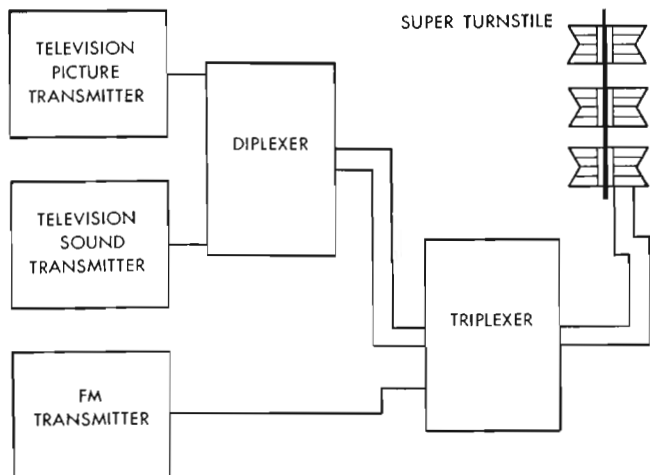 TELEVISION
PICTURE
TRANSMITTER
SUPER TURNSTILE
DIPLEXER
TELEVISION
SOUND
TRANSMITTER
TRIPLEXER
FM
TRANSMITTER